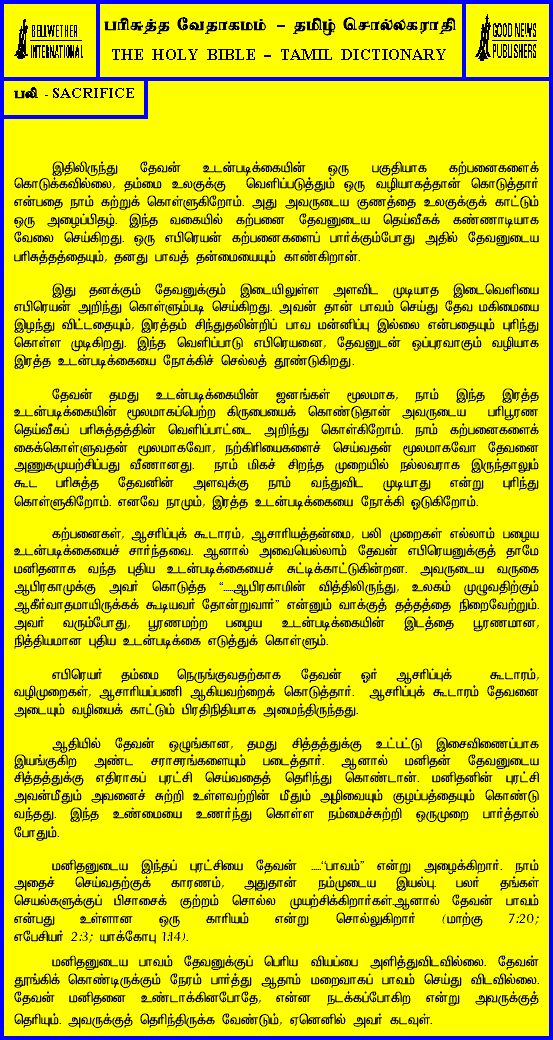 BELLWETHER
INTERNATIONAL
பரிசுத்த வேதாகமம் – தமிழ் சொல்லகராதி
THE HOLY BIBLE – TAMIL DICTIONARY
GOOD NEWS
PUBLISHERS
பலி - SACRIFICE
இதிலிருந்து தேவன் உடன்படிக்கையின் ஒரு பகுதியாக கற்பனைகளைக்
கொடுக்கவில்லை, தம்மை உலகுக்கு வெளிப்படுத்தும் ஒரு வழியாகத்தான் கொடுத்தார்
என்பதை நாம் கற்றுக் கொள்ளுகிறோம். அது அவருடைய குணத்தை உலகுக்குக் காட்டும்
ஒரு அழைப்பிதழ். இந்த வகையில் கற்பனை தேவனுடைய தெய்வீகக் கண்ணாடியாக
வேலை செய்கிறது. ஒரு எபிரெயன் கற்பனைகளைப் பார்க்கும்போது அதில் தேவனுடைய
பரிசுத்தத்தையும், தனது பாவத் தன்மையையும் காண்கிறான்.
இது தனக்கும் தேவனுக்கும் இடையிலுள்ள அளவிட முடியாத இடைவெளியை
எபிரெயன் அறிந்து கொள்ளும்படி செய்கிறது. அவன் தான் பாவம் செய்து தேவ மகிமையை
இழந்து விட்டதையும், இரத்தம் சிந்துதலின்றிப் பாவ மன்னிப்பு இல்லை என்பதையும் புரிந்து
கொள்ள முடிகிறது. இந்த வெளிப்பாடு எபிரெயனை, தேவனுடன் ஒப்புரவாகும் வழியாக
இரத்த உடன்படிக்கையை நோக்கிச் செல்லத் தூண்டுகிறது.
தேவன் தமது உடன்படிக்கையின் ஜனங்கள் மூலமாக, நாம் இந்த இரத்த
உடன்படிக்கையின் மூலமாகப்பெற்ற கிருபையைக் கொண்டுதான் அவருடைய பரிபூரண
தெய்வீகப் பரிசுத்தத்தின் வெளிப்பாட்டை அறிந்து கொள்கிறோம். நாம் கற்பனைகளைக்
கைக்கொள்ளுவதன் மூலமாகவோ, நற்கிரியைகளைச் செய்வதன் மூலமாகவோ தேவனை
அணுகமுயற்சிப்பது வீணானது. நாம் மிகச் சிறந்த முறையில் நல்லவராக இருந்தாலும்
கூட பரிசுத்த தேவனின் அளவுக்கு நாம் வந்துவிட முடியாது என்று புரிந்து
கொள்ளுகிறோம். எனவே நாமும், இரத்த உடன்படிக்கையை நோக்கி ஓடுகிறோம்.
கற்பனைகள், ஆசரிப்புக் கூடாரம், ஆசாரியத்தன்மை, பலி முறைகள் எல்லாம் பழைய
உடன்படிக்கையைச் சார்ந்தவை. ஆனால் அவையெல்லாம் தேவன் எபிரெயனுக்குத் தாமே
மனிதனாக வந்த புதிய உடன்படிக்கையைச் சுட்டிக்காட்டுகின்றன. அவருடைய வருகை
ஆபிரகாமுக்கு அவர் கொடுத்த “.....ஆபிரகாமின் வித்திலிருந்து, உலகம் முழுவதிற்கும்
ஆசீர்வாதமாயிருக்கக் கூடியவர் தோன்றுவார்” என்னும் வாக்குத் தத்தத்தை நிறைவேற்றும்.
அவர் வரும்போது, பூரணமற்ற பழைய உடன்படிக்கையின் இடத்தை பூரணமான,
நித்தியமான புதிய உடன்படிக்கை எடுத்துக் கொள்ளும்.
எபிரெயர் தம்மை நெருங்குவதற்காக தேவன் ஓர் ஆசரிப்புக் கூடாரம்,
வழிமுறைகள், ஆசாரியப்பணி ஆகியவற்றைக் கொடுத்தார். ஆசரிப்புக் கூடாரம் தேவனை
அடையும் வழியைக் காட்டும் பிரதிநிதியாக அமைந்திருந்தது.
ஆதியில் தேவன் ஒழுங்கான, தமது சித்தத்துக்கு உட்பட்டு இசைவிணைப்பாக
இயங்குகிற அண்ட சராசரங்களையும் படைத்தார். ஆனால் மனிதன் தேவனுடைய
சித்தத்துக்கு எதிராகப் புரட்சி செய்வதைத் தெரிந்து கொண்டான். மனிதனின் புரட்சி
அவன்மீதும் அவனைச் சுற்றி உள்ளவற்றின் மீதும் அழிவையும் குழப்பத்தையும் கொண்டு
வந்தது. இந்த உண்மையை உணர்ந்து கொள்ள நம்மைச்சுற்றி ஒருமுறை பார்த்தால்
போதும்.
மனிதனுடைய இந்தப் புரட்சியை தேவன் .....“பாவம்” என்று அழைக்கிறார். நாம்
அதைச் செய்வதற்குக் காரணம், அதுதான் நம்முடைய இயல்பு. பலர் தங்கள்
செயல்களுக்குப் பிசாசைக் குற்றம் சொல்ல முயற்சிக்கிறார்கள்.ஆனால் தேவன் பாவம்
என்பது உள்ளான ஒரு காரியம் என்று சொல்லுகிறார் (மாற்கு 7:20;
எபேசியர் 2:3; யாக்கோபு 1:14).
மனிதனுடைய பாவம் தேவனுக்குப் பெரிய வியப்பை அளித்துவிடவில்லை. தேவன்
தூங்கிக் கொண்டிருக்கும் நேரம் பார்த்து ஆதாம் மறைவாகப் பாவம் செய்து விடவில்லை.
தேவன் மனிதனை உண்டாக்கினபோதே, என்ன நடக்கப்போகிற என்று அவருக்குத்
தெரியும். அவருக்குத் தெரிந்திருக்க வேண்டும், ஏனெனில் அவர் கடவுள்.